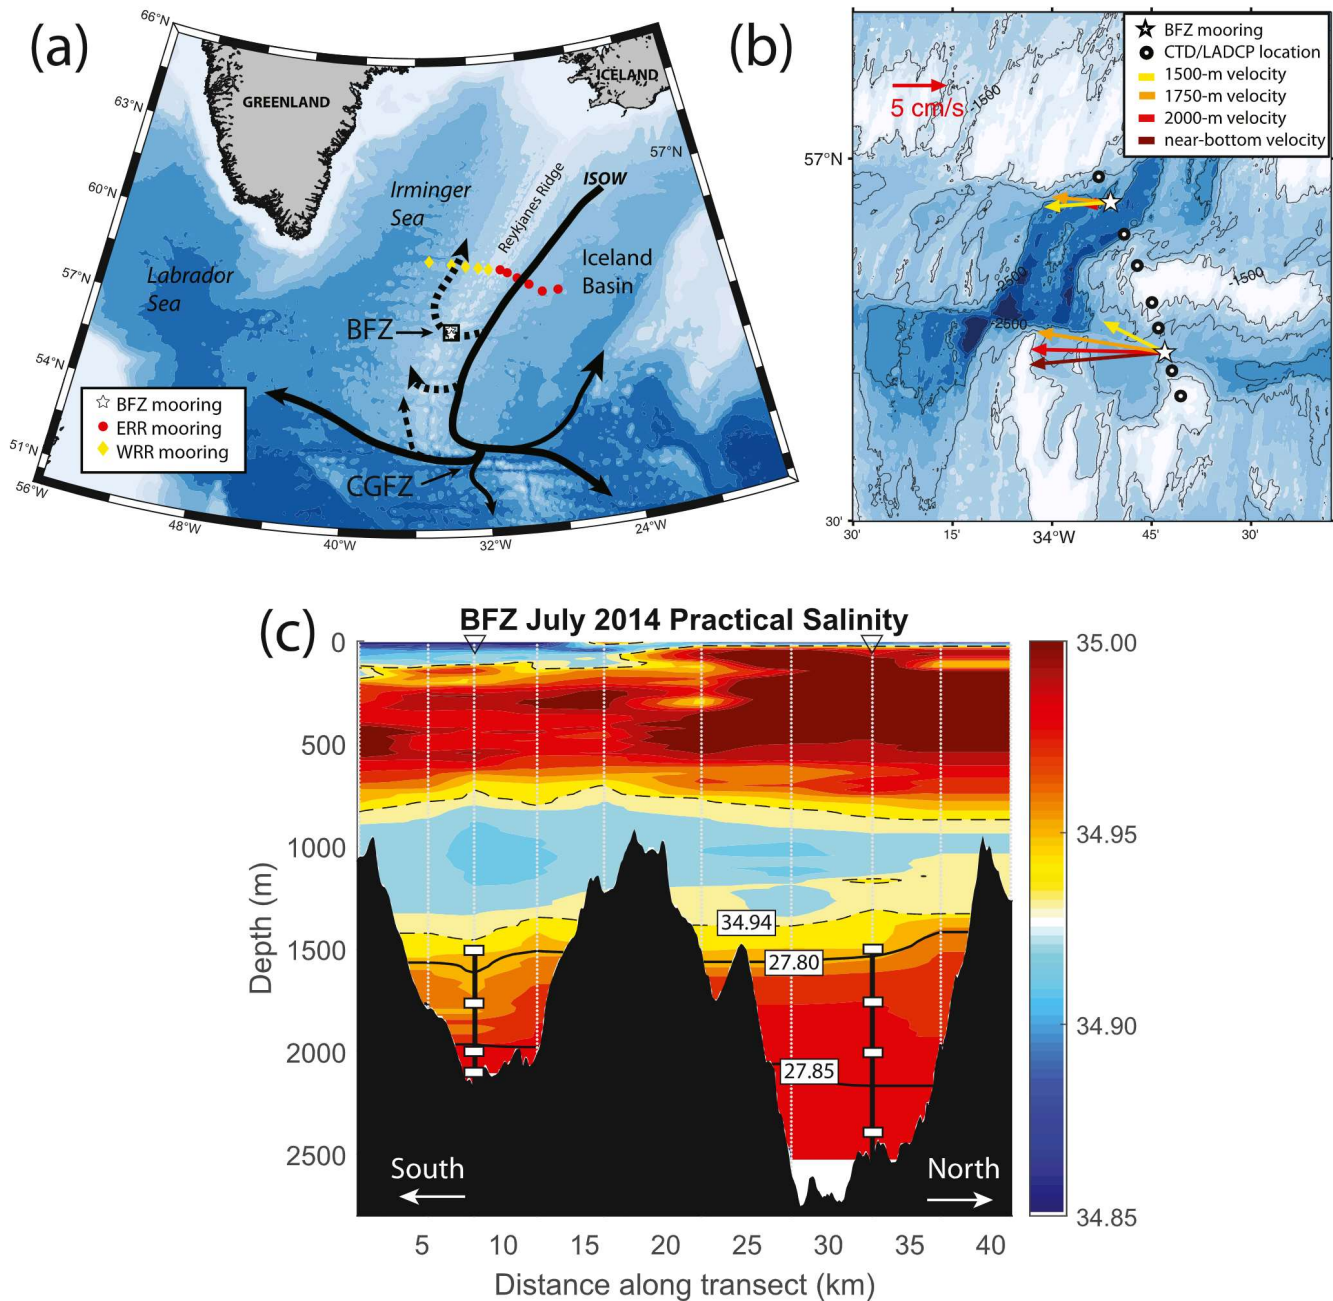 (a)
66°N
63°N
60°N
57°N
54°N
51°N
56°W
48°W
40°W
32°W
24°W
57°N
GREENLAND
ICELAND
Irminger
Sea
Reykjanes Ridge
ISOW
Iceland
Basin
Labrador
Sea
BFZ
CGFZ
BFZ mooring
ERR mooring
WRR mooring
(b)
BFZ mooring
CTD/LADCP location
1500-m velocity
1750-m velocity
2000-m velocity
near-bottom velocity
5 cm/s
-1500
57°N
-1500
-2500
-2500
30'
30'
15'
34°W
45'
30'
(c)
BFZ July 2014 Practical Salinity
0
500
1000
1500
2000
2500
Depth (m)
34.94
27.80
27.85
South
North
5
10
15
20
25
30
35
40
Distance along transect (km)
35.00
34.95
34.90
34.85